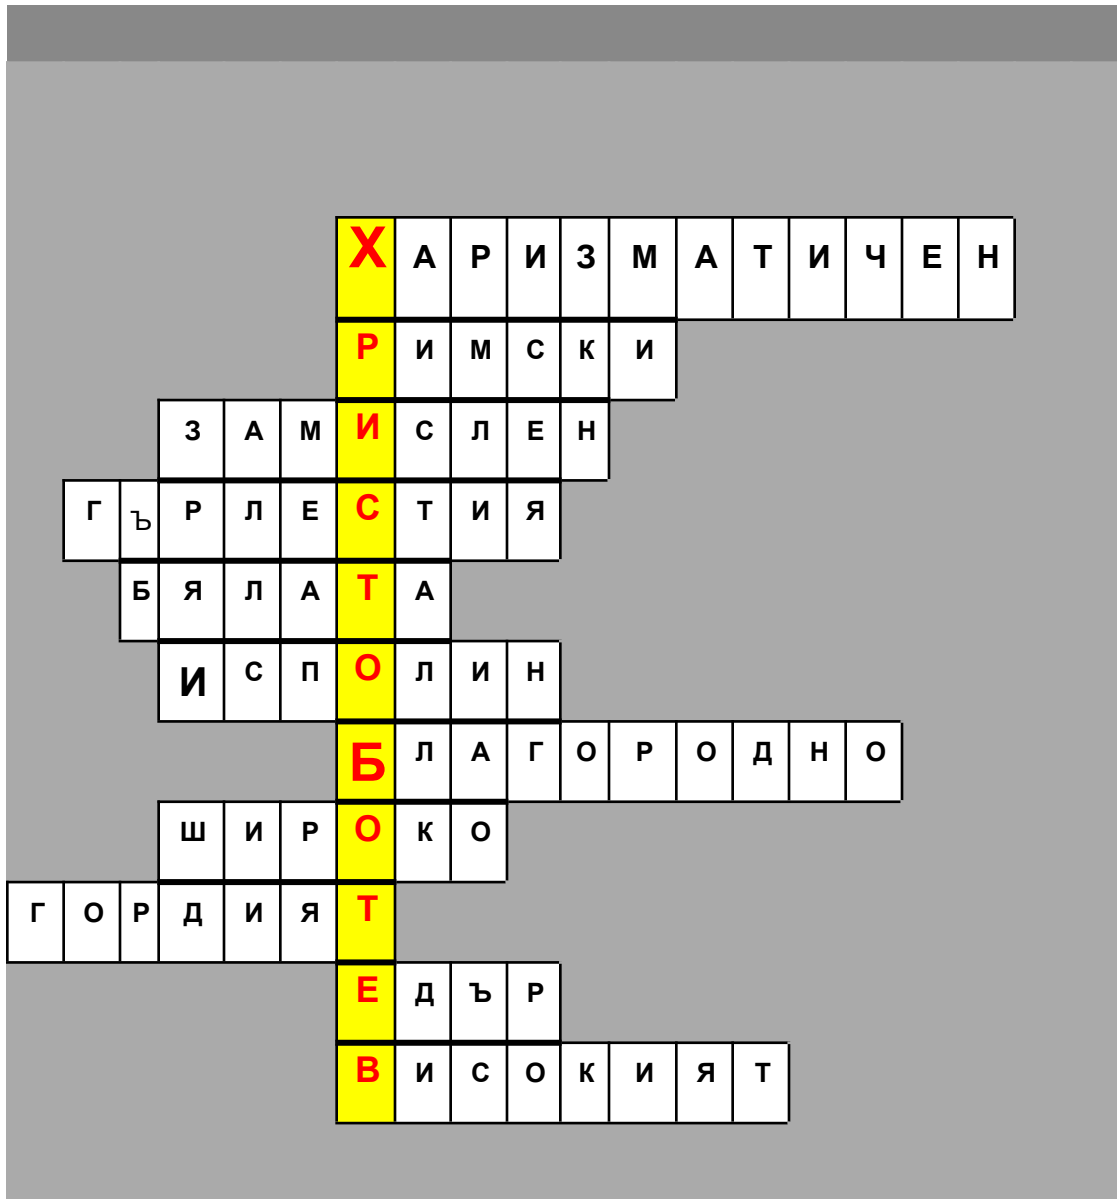 ХАРИЗМАТИЧЕН
РИМСКИ
ЗАМИСЛЕН
ГЪРЛЕСТИЯ
БЯЛАТА
ИСПОЛИН
БЛАГОРОДНО
ШИРОКО
ГОРДИЯТ
ЕДЪР
ВИСОКИЯТ